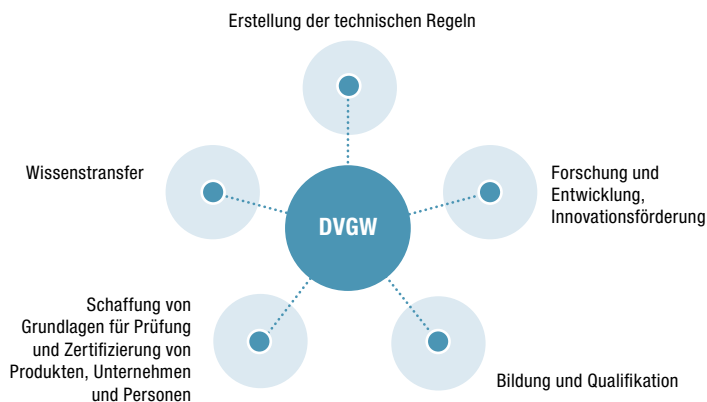 Erstellung der technischen Regeln
Wissenstransfer
Forschung und
Entwicklung,
Innovationsförderung
DVGW
Schaffung von
Grundlagen für Prüfung
und Zertifizierung von
Produkten, Unternehmen
und Personen
Bildung und Qualifikation